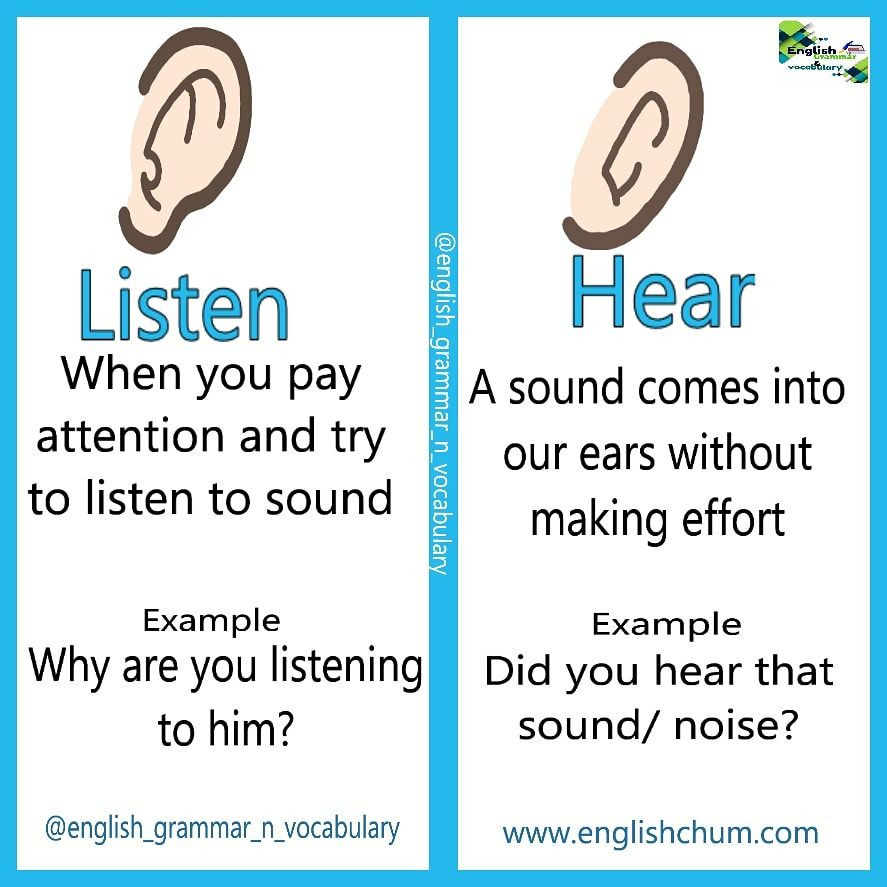 English
Grammar
&
vocabulary
Listen
When you pay
attention and try
to listen to sound
Example
Why are you listening
to him?
@english_grammar_n_vocabulary
@english_grammar_n_vocabulary
Hear
A sound comes into
our ears without
making effort
Example
Did you hear that
sound/ noise?
www.englishchum.com